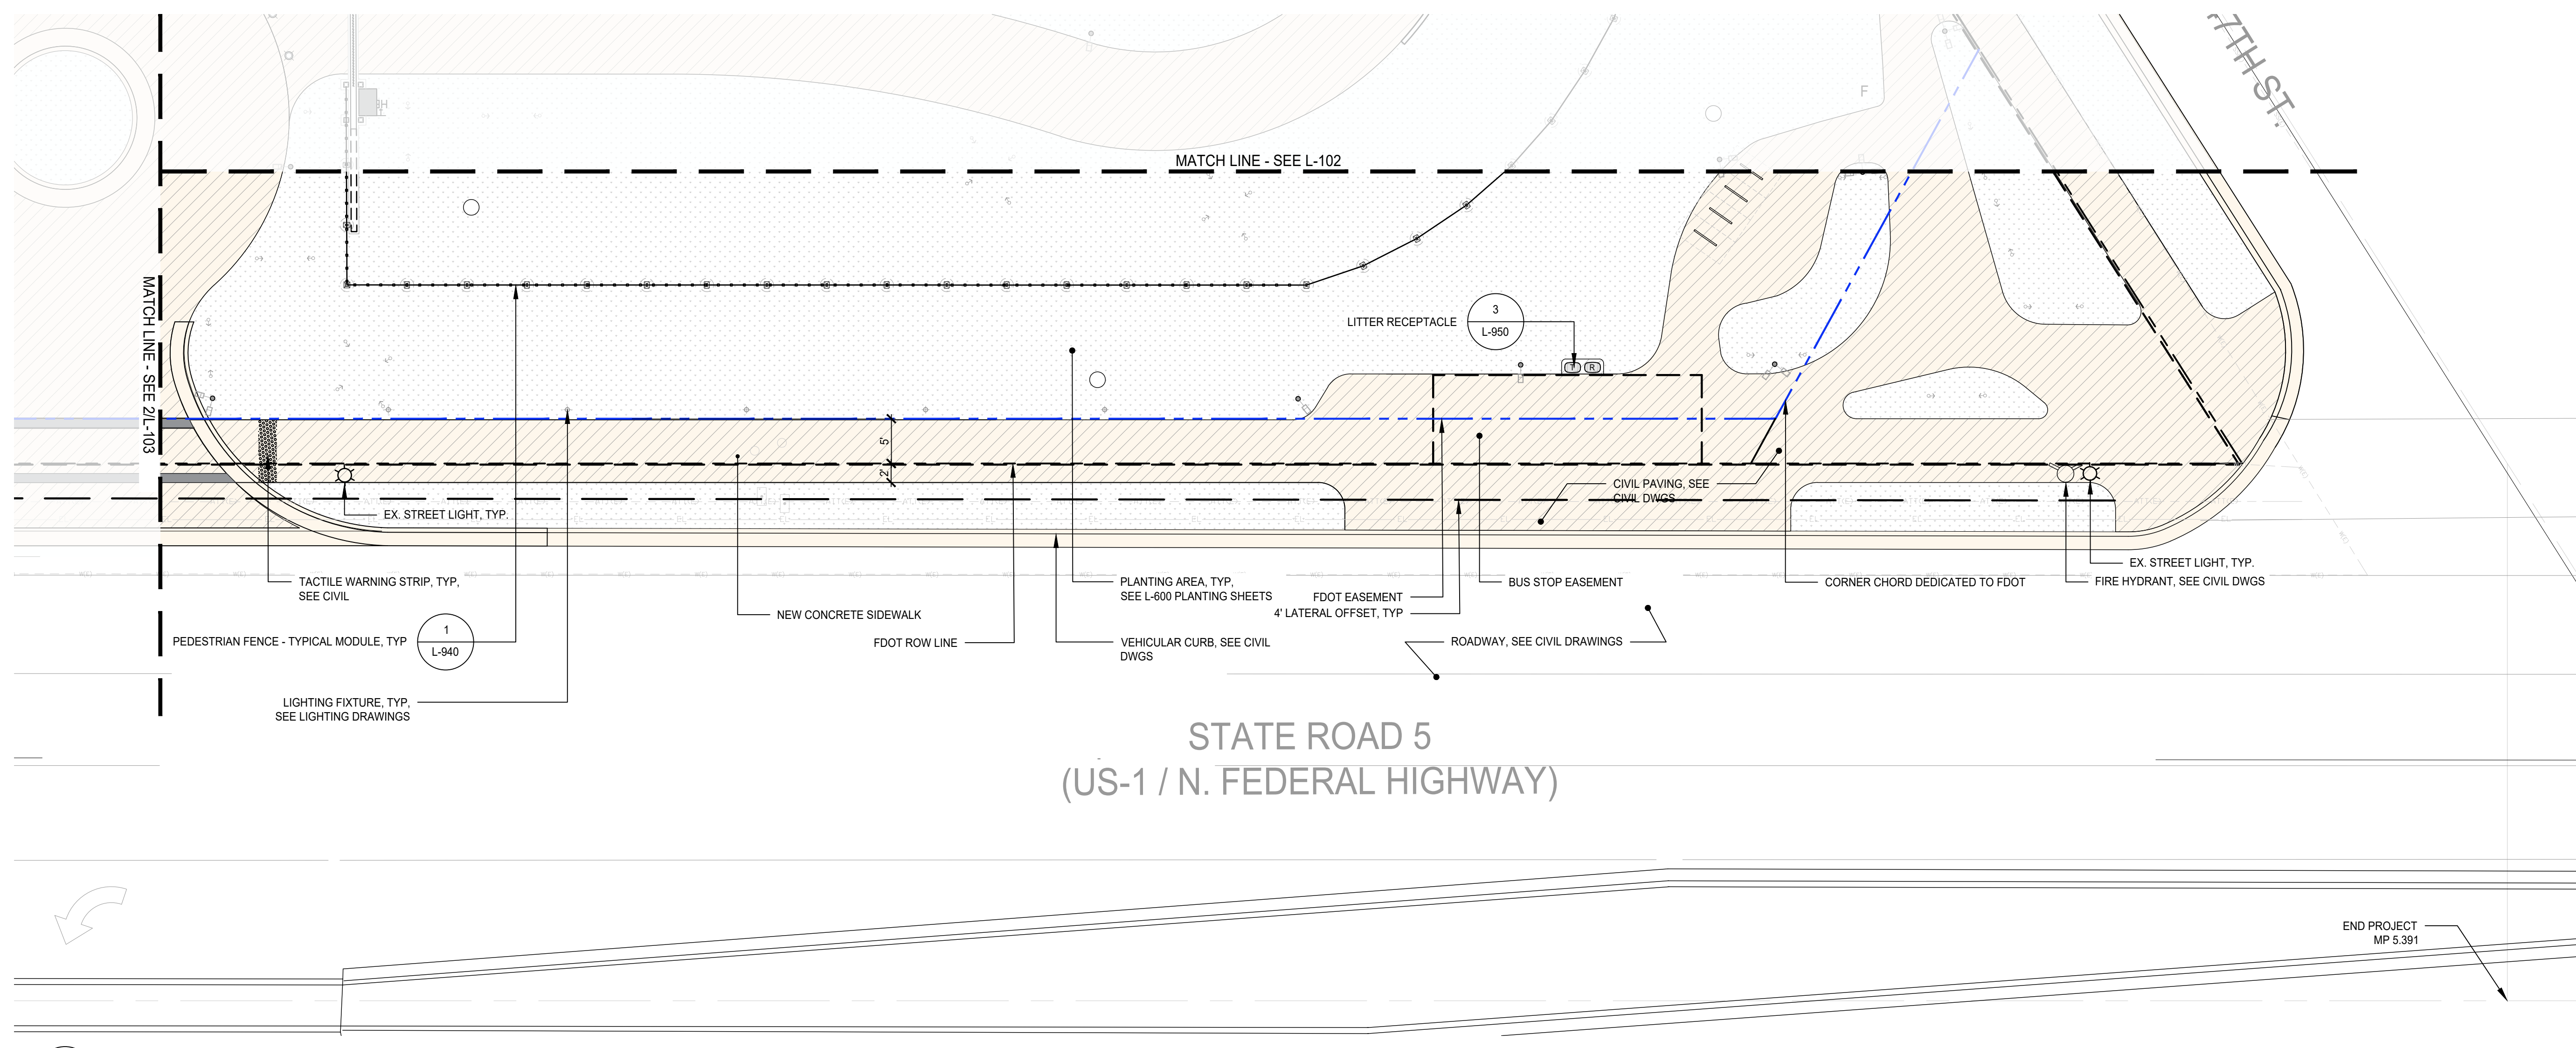 7TH ST.
F
MATCH LINE - SEE L-102
MATCH LINE - SEE 2/L-103
LITTER RECEPTACLE
3
L-950
T
R
5'
2'
CIVIL PAVING, SEE
CIVIL DWGS
EX. STREET LIGHT, TYP.
EX. STREET LIGHT, TYP.
TACTILE WARNING STRIP, TYP,
SEE CIVIL
PLANTING AREA, TYP,
SEE L-600 PLANTING SHEETS
BUS STOP EASEMENT
CORNER CHORD DEDICATED TO FDOT
FIRE HYDRANT, SEE CIVIL DWGS
FDOT EASEMENT
4' LATERAL OFFSET, TYP
NEW CONCRETE SIDEWALK
PEDESTRIAN FENCE - TYPICAL MODULE, TYP
1
L-940
FDOT ROW LINE
VEHICULAR CURB, SEE CIVIL
DWGS
ROADWAY, SEE CIVIL DRAWINGS
LIGHTING FIXTURE, TYP,
SEE LIGHTING DRAWINGS
STATE ROAD 5
(US-1 / N. FEDERAL HIGHWAY)
END PROJECT
MP 5.391